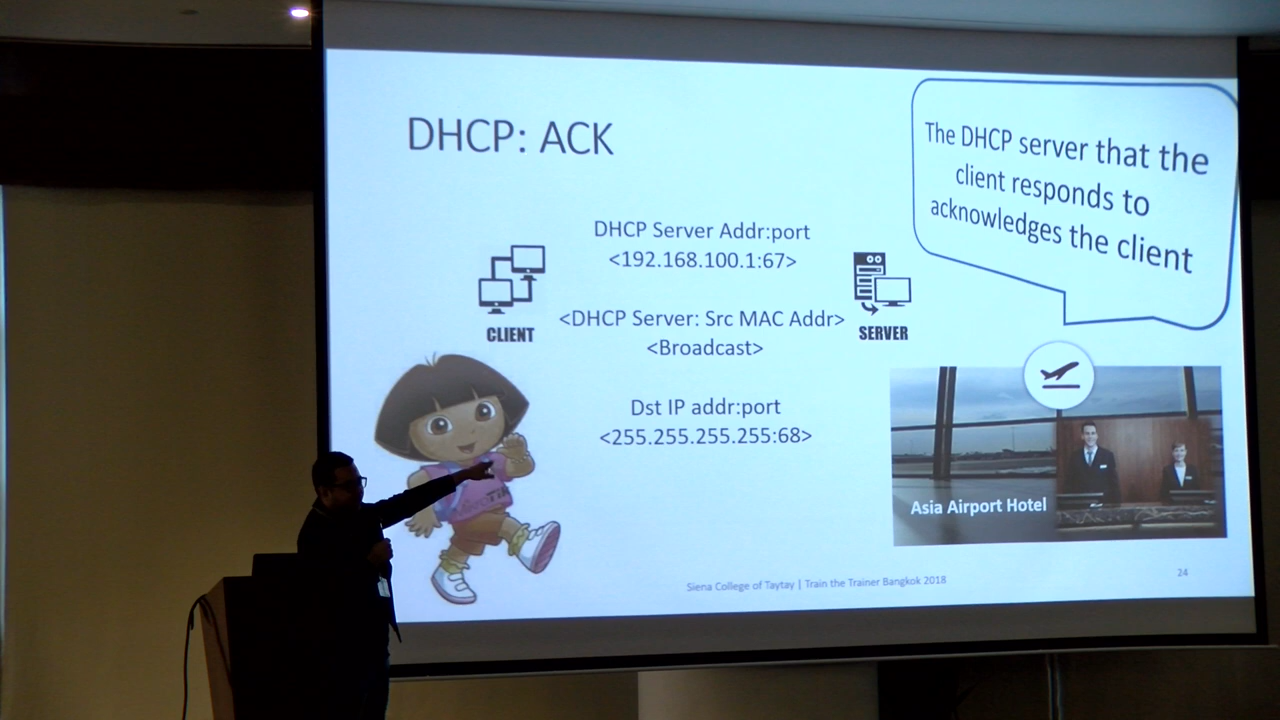 DHCP: ACK
The DHCP server that the
client responds to
acknowledges the client
DHCP Server Addr:port
<192.168.100.1:67>
<DHCP Server: Src MAC Addr>
<Broadcast>
CLIENT
SERVER
Dst IP addr:port
<255.255.255.255:68>
Asia Airport Hotel
Siena College of Taytay | Train the Trainer Bangkok 2018
24